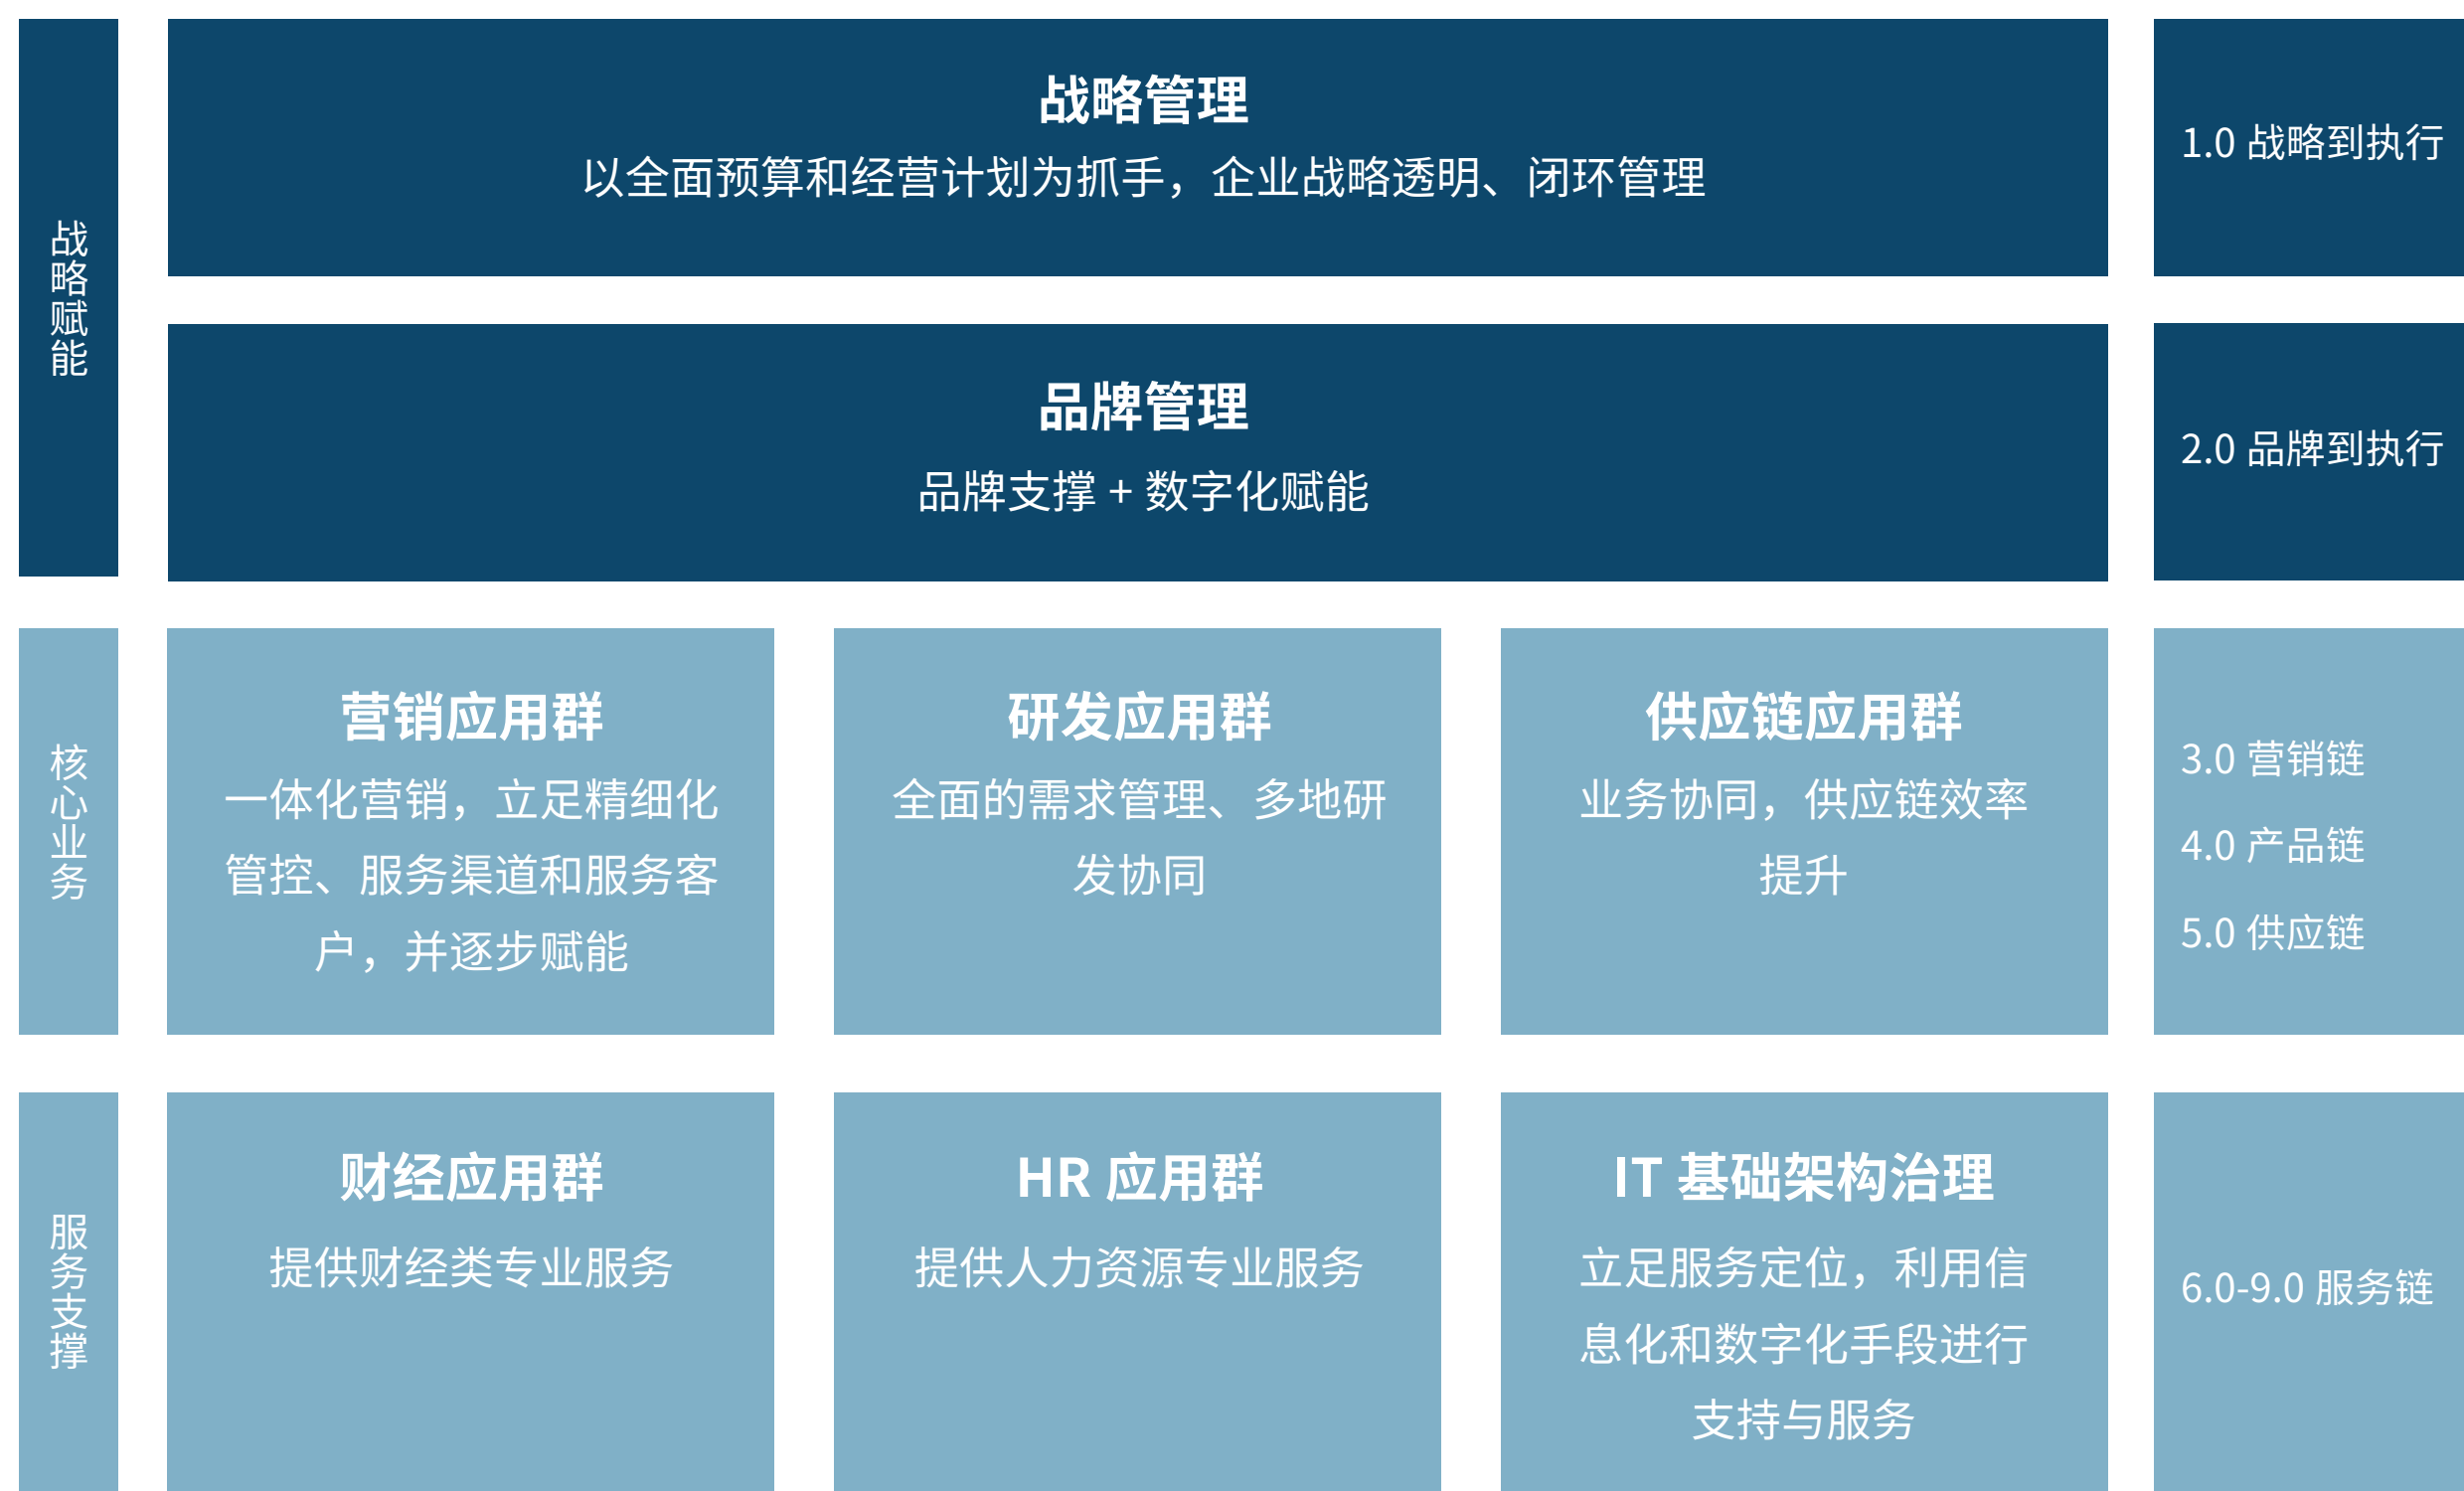 战略赋能
战略管理
以全面预算和经营计划为抓手，企业战略透明、闭环管理
1.0 战略到执行
品牌管理
品牌支撑 + 数字化赋能
2.0 品牌到执行
核心业务
营销应用群
一体化营销，立足精细化
管控、服务渠道和服务客
户，并逐步赋能
研发应用群
全面的需求管理、多地研
发协同
供应链应用群
业务协同，供应链效率
提升
3.0 营销链
4.0 产品链
5.0 供应链
服务支撑
财经应用群
提供财经类专业服务
HR 应用群
提供人力资源专业服务
IT 基础架构治理
立足服务定位，利用信
息化和数字化手段进行
支持与服务
6.0-9.0 服务链